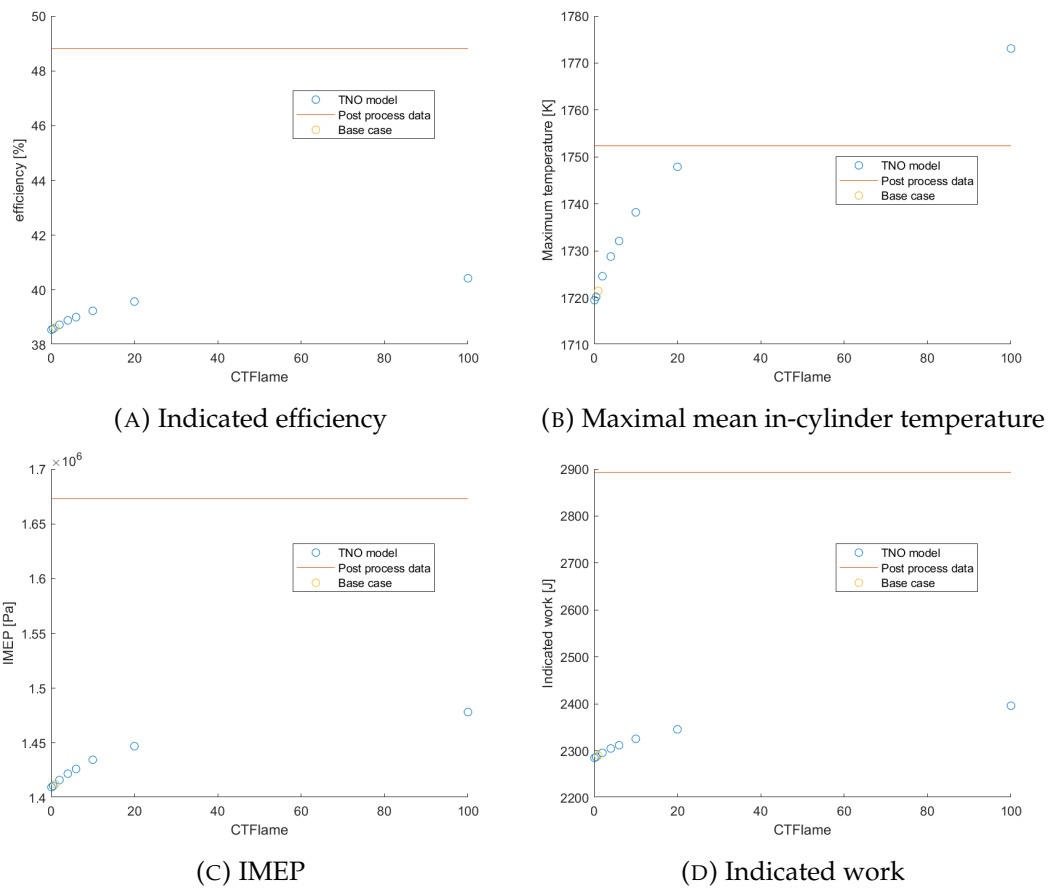 50
48
46
44
42
40
38
efficiency [%]
TNO model
Post process data
Base case
0
20
40
60
80
100
CTFlame
(A) Indicated efficiency
1780
1770
1760
1750
1740
1730
1720
1710
Maximum temperature [K]
TNO model
Post process data
Base case
0
20
40
60
80
100
CTFlame
(B) Maximal mean in-cylinder temperature
×10⁶
1.7
1.65
1.6
1.55
1.5
1.45
1.4
IMEP [Pa]
TNO model
Post process data
Base case
0
20
40
60
80
100
CTFlame
(C) IMEP
2900
2800
2700
2600
2500
2400
2300
2200
Indicated work [J]
TNO model
Post process data
Base case
0
20
40
60
80
100
CTFlame
(D) Indicated work